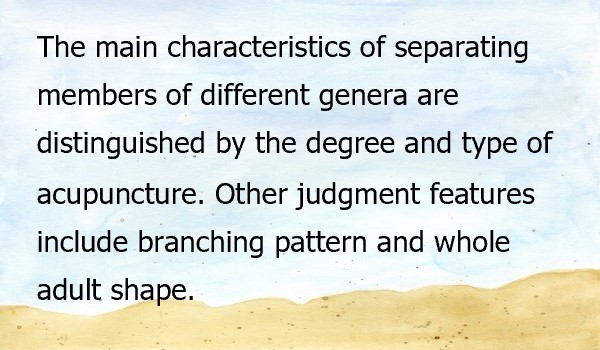 The main characteristics of separating
members of different genera are
distinguished by the degree and type of
acupuncture. Other judgment features
include branching pattern and whole
adult shape.